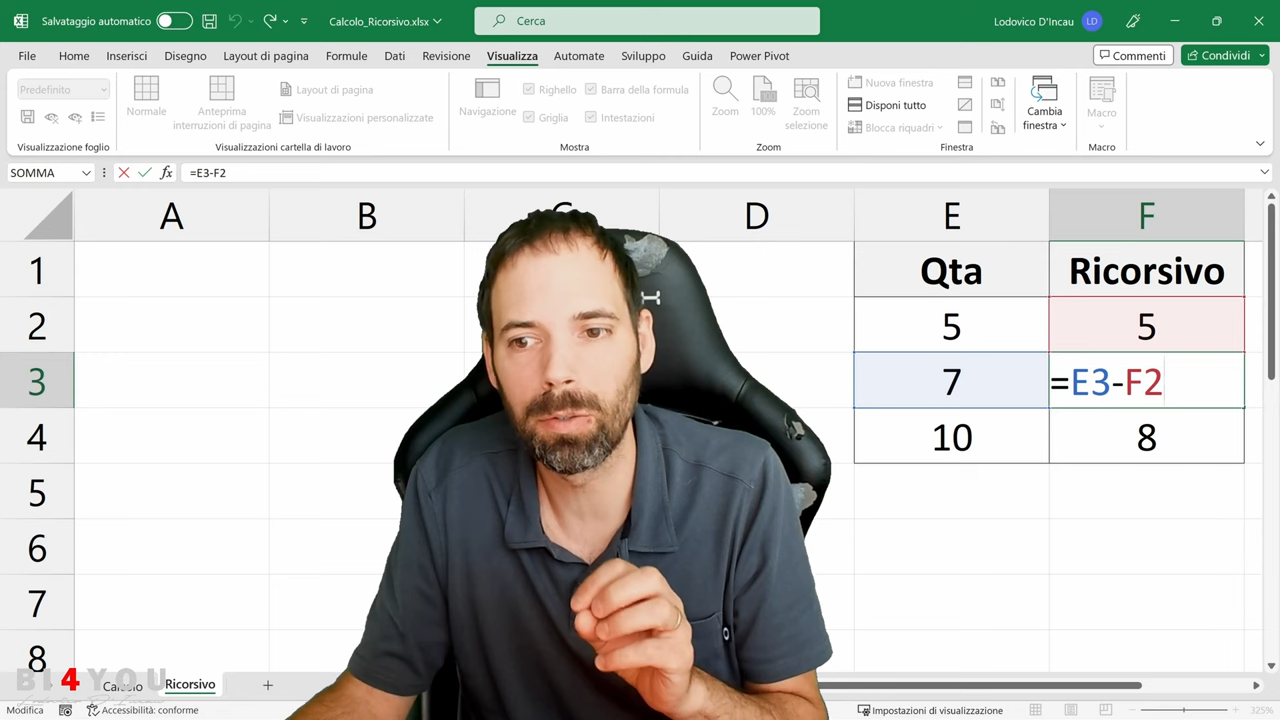 Salvataggio automatico
Calcolo_Ricorsivo.xlsx
Cerca
Lodovico D'Incau LD
File Home Inserisci Disegno Layout di pagina Formule Dati Revisione Visualizza Automate Sviluppo Guida Power Pivot Commenti Condividi
Predefinito
Normale
Anteprima
interruzioni di pagina
Layout di pagina
Visualizzazioni personalizzate
Navigazione
Righello
Barra della formula
Griglia
Intestazioni
Zoom
100%
Zoom
selezione
Nuova finestra
Disponi tutto
Blocca riquadri
Cambia
finestra
Macro
Visualizzazione foglio
Visualizzazioni cartella di lavoro
Mostra
Zoom
Finestra
Macro
SOMMA fx =E3-F2
A B C D E F
1 Qta Ricorsivo
2 5 5
3 7 =E3-F2
4 10 8
5
6
7
8
BI4YOU
Calcolo Ricorsivo
Modifica Accessibilità: conforme Impostazioni di visualizzazione 325%